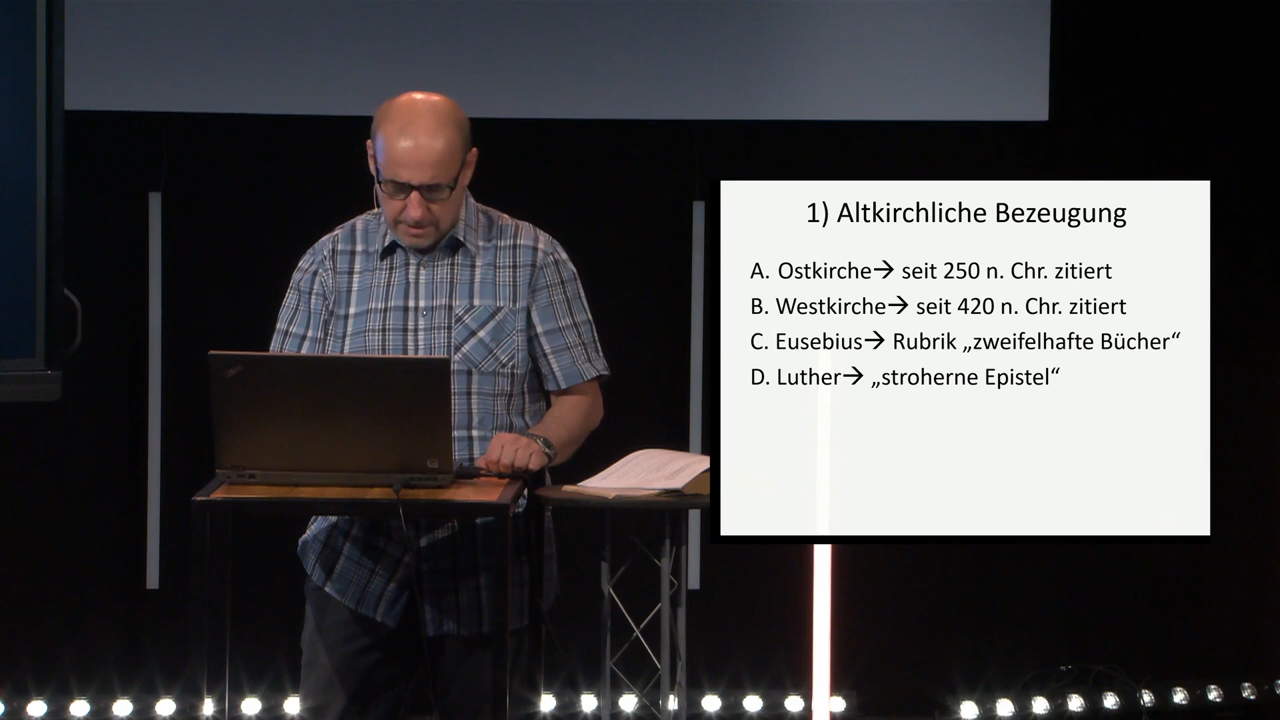 1) Altkirchliche Bezeugung
A. Ostkirche→ seit 250 n. Chr. zitiert
B. Westkirche→ seit 420 n. Chr. zitiert
C. Eusebius→ Rubrik „zweifelhafte Bücher“
D. Luther→ „stroherne Epistel“